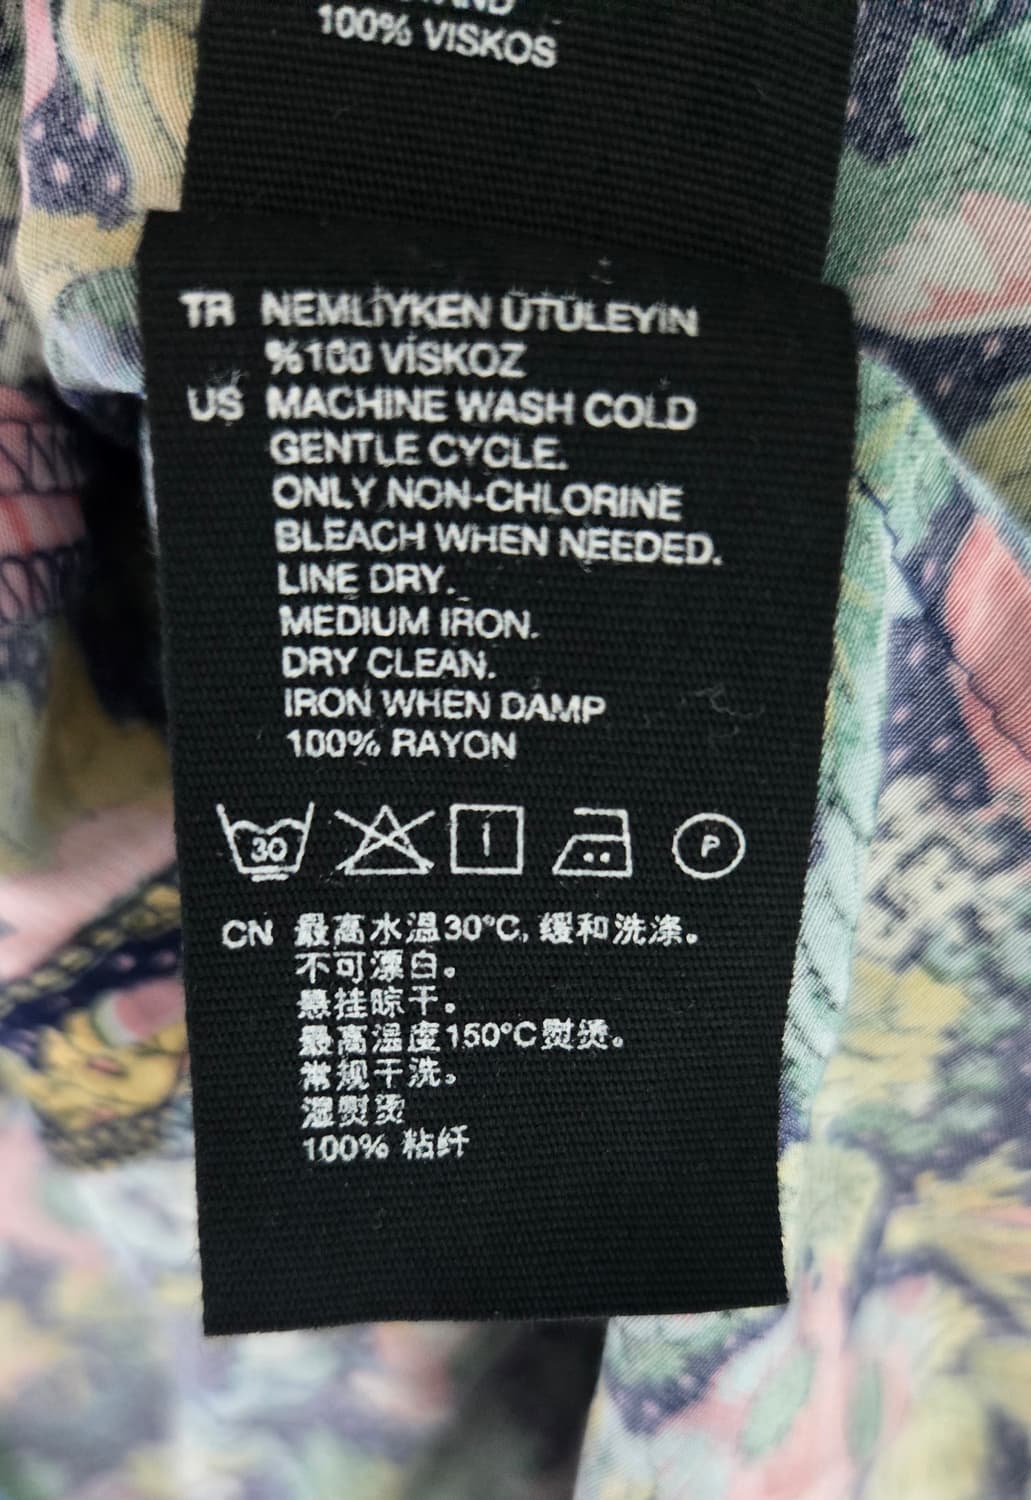 100% VISKOS
TR NEMLİYKEN ÜTÜLEYİN
%100 VİSKOZ
US MACHINE WASH COLD
GENTLE CYCLE.
ONLY NON-CHLORINE
BLEACH WHEN NEEDED.
LINE DRY.
MEDIUM IRON.
DRY CLEAN.
IRON WHEN DAMP
100% RAYON
30 P
CN 最高水温30°C, 缓和洗涤。
不可漂白。
悬挂晾干。
最高温度150°C熨烫。
常规干洗。
湿熨烫
100% 粘纤